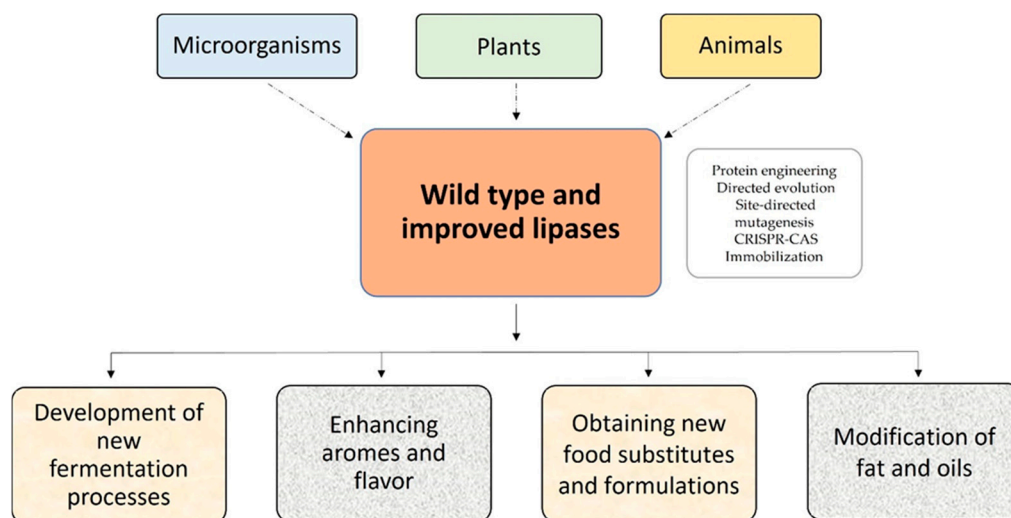 Microorganisms
Plants
Animals
Wild type and
improved lipases
Protein engineering
Directed evolution
Site-directed
mutagenesis
CRISPR-CAS
Immobilization
Development of
new
fermentation
processes
Enhancing
aromes and
flavor
Obtaining new
food substitutes
and formulations
Modification of
fat and oils